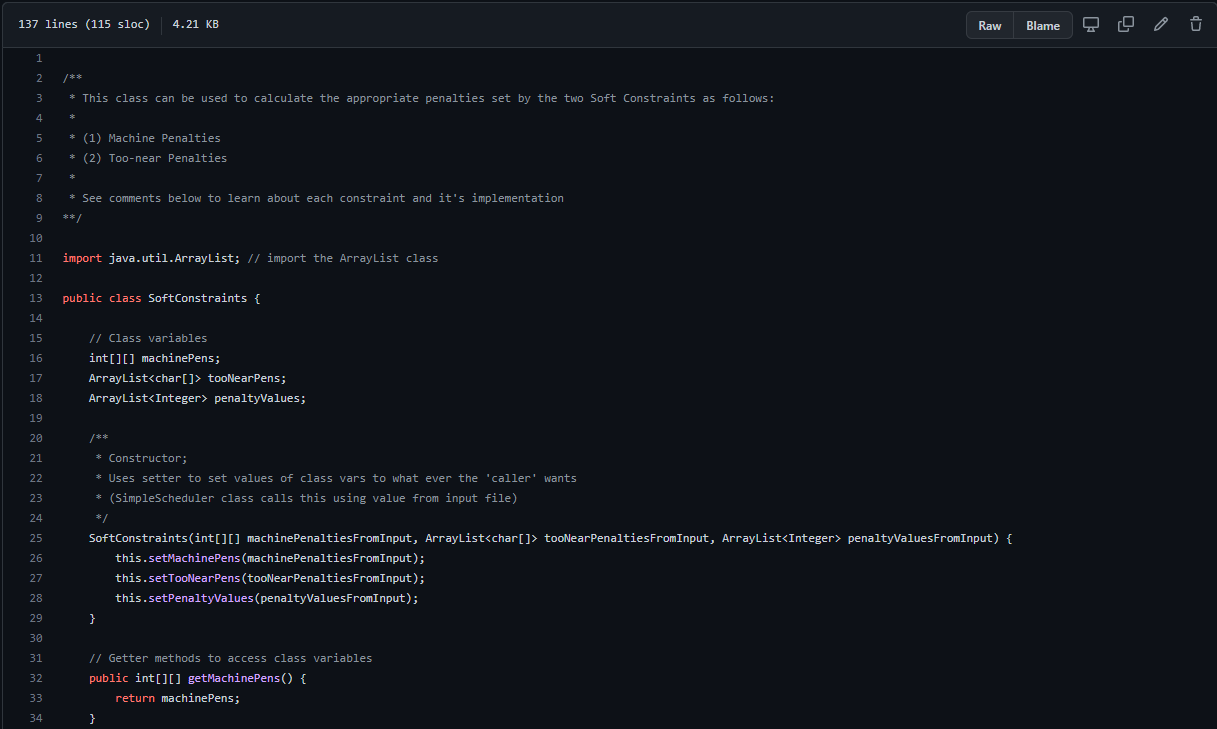 137 lines (115 sloc) 4.21 KB Raw Blame
1
2 /**
3  * This class can be used to calculate the appropriate penalties set by the two Soft Constraints as follows:
4  *
5  * (1) Machine Penalties
6  * (2) Too-near Penalties
7  *
8  * See comments below to learn about each constraint and it's implementation
9 **/
10
11 import java.util.ArrayList; // import the ArrayList class
12
13 public class SoftConstraints {
14
15     // Class variables
16     int[][] machinePens;
17     ArrayList<char[]> tooNearPens;
18     ArrayList<Integer> penaltyValues;
19
20     /**
21      * Constructor;
22      * Uses setter to set values of class vars to what ever the 'caller' wants
23      * (SimpleScheduler class calls this using value from input file)
24      */
25     SoftConstraints(int[][] machinePenaltiesFromInput, ArrayList<char[]> tooNearPenaltiesFromInput, ArrayList<Integer> penaltyValuesFromInput) {
26         this.setMachinePens(machinePenaltiesFromInput);
27         this.setTooNearPens(tooNearPenaltiesFromInput);
28         this.setPenaltyValues(penaltyValuesFromInput);
29     }
30
31     // Getter methods to access class variables
32     public int[][] getMachinePens() {
33         return machinePens;
34     }